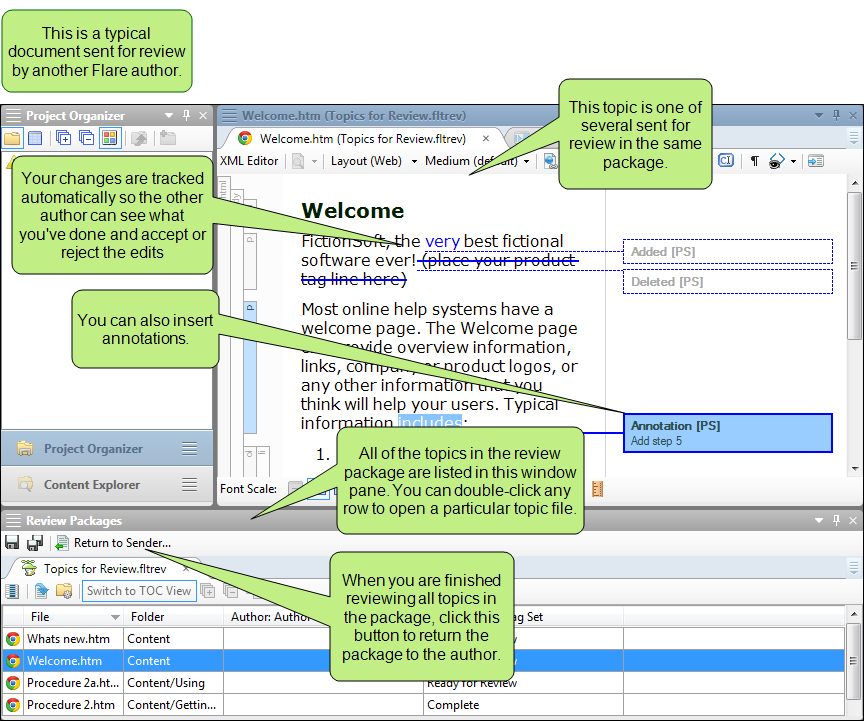 This is a typical
document sent for review
by another Flare author.
Project Organizer
Welcome.htm (Topics for Review.fltrev)
This topic is one of
several sent for
review in the same
package.
Welcome.htm (Topics for Review.fltrev)
XML Editor
Layout (Web)
Medium (default)
Your changes are tracked
automatically so the other
author can see what
you've done and accept or
reject the edits
Welcome
FictionSoft, the very best fictional
software ever! (place your product
tag line here)
Added [PS]
Deleted [PS]
You can also insert
annotations.
Most online help systems have a
welcome page. The Welcome page
provide overview information,
links, company or product logos, or
any other information that you
think will help your users. Typical
information includes:
1.
Annotation [PS]
Add step 5
Project Organizer
Content Explorer
Font Scale:
All of the topics in the review
package are listed in this window
pane. You can double-click any
row to open a particular topic file.
Review Packages
Return to Sender...
Topics for Review.fltrev
Switch to TOC View
When you are finished
reviewing all topics in
the package, click this
button to return the
package to the author.
File
Folder
Author: Author
Set
Whats new.htm
Content
Welcome.htm
Content
Procedure 2a.ht...
Content/Using
Ready for Review
Procedure 2.htm
Content/Gettin...
Complete